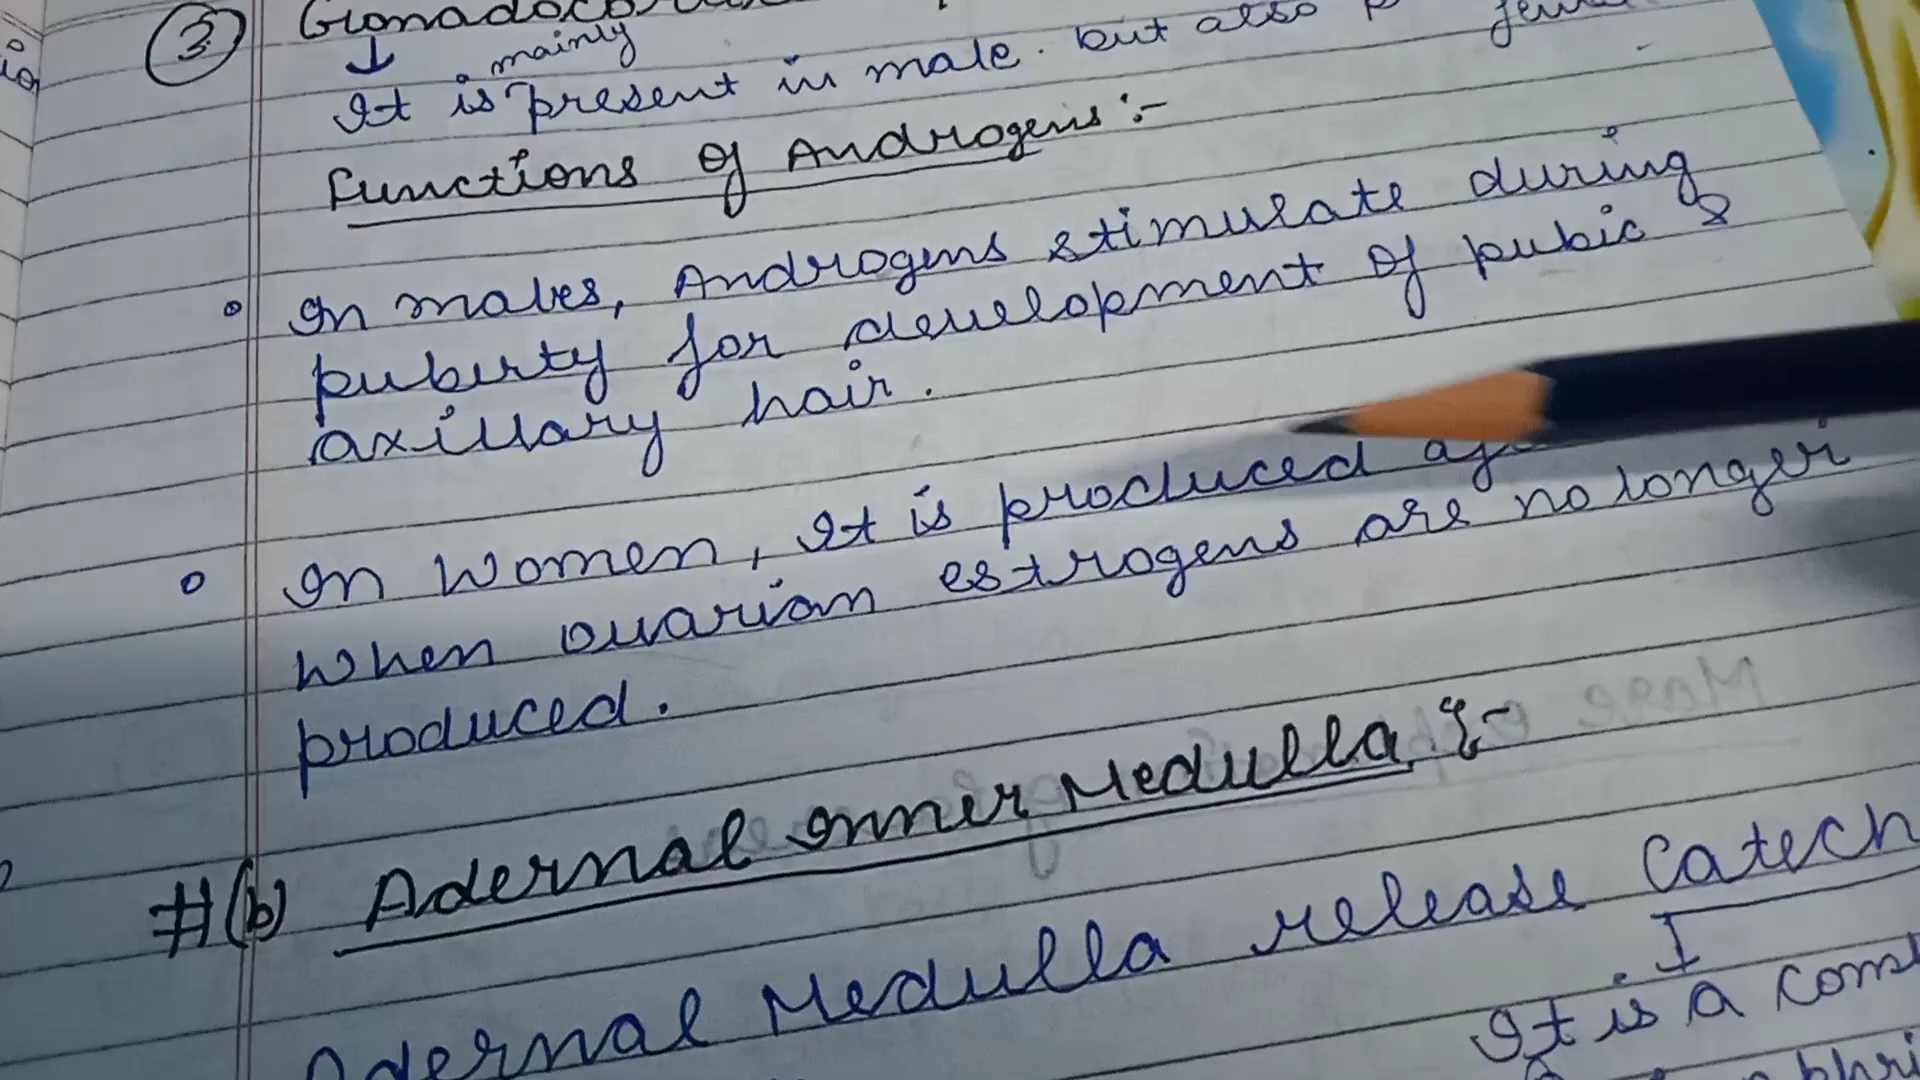 3
mainly
It is present in male. but also
Functions of Androgens :-
In males, Androgens stimulate during
puberty for development of pubic &
axillary hair.
In Women, It is produced
When ovarian estrogens are no longer
produced.
#(b) Adernal Inner Medulla :-
Adernal Medulla release Catech
It is a